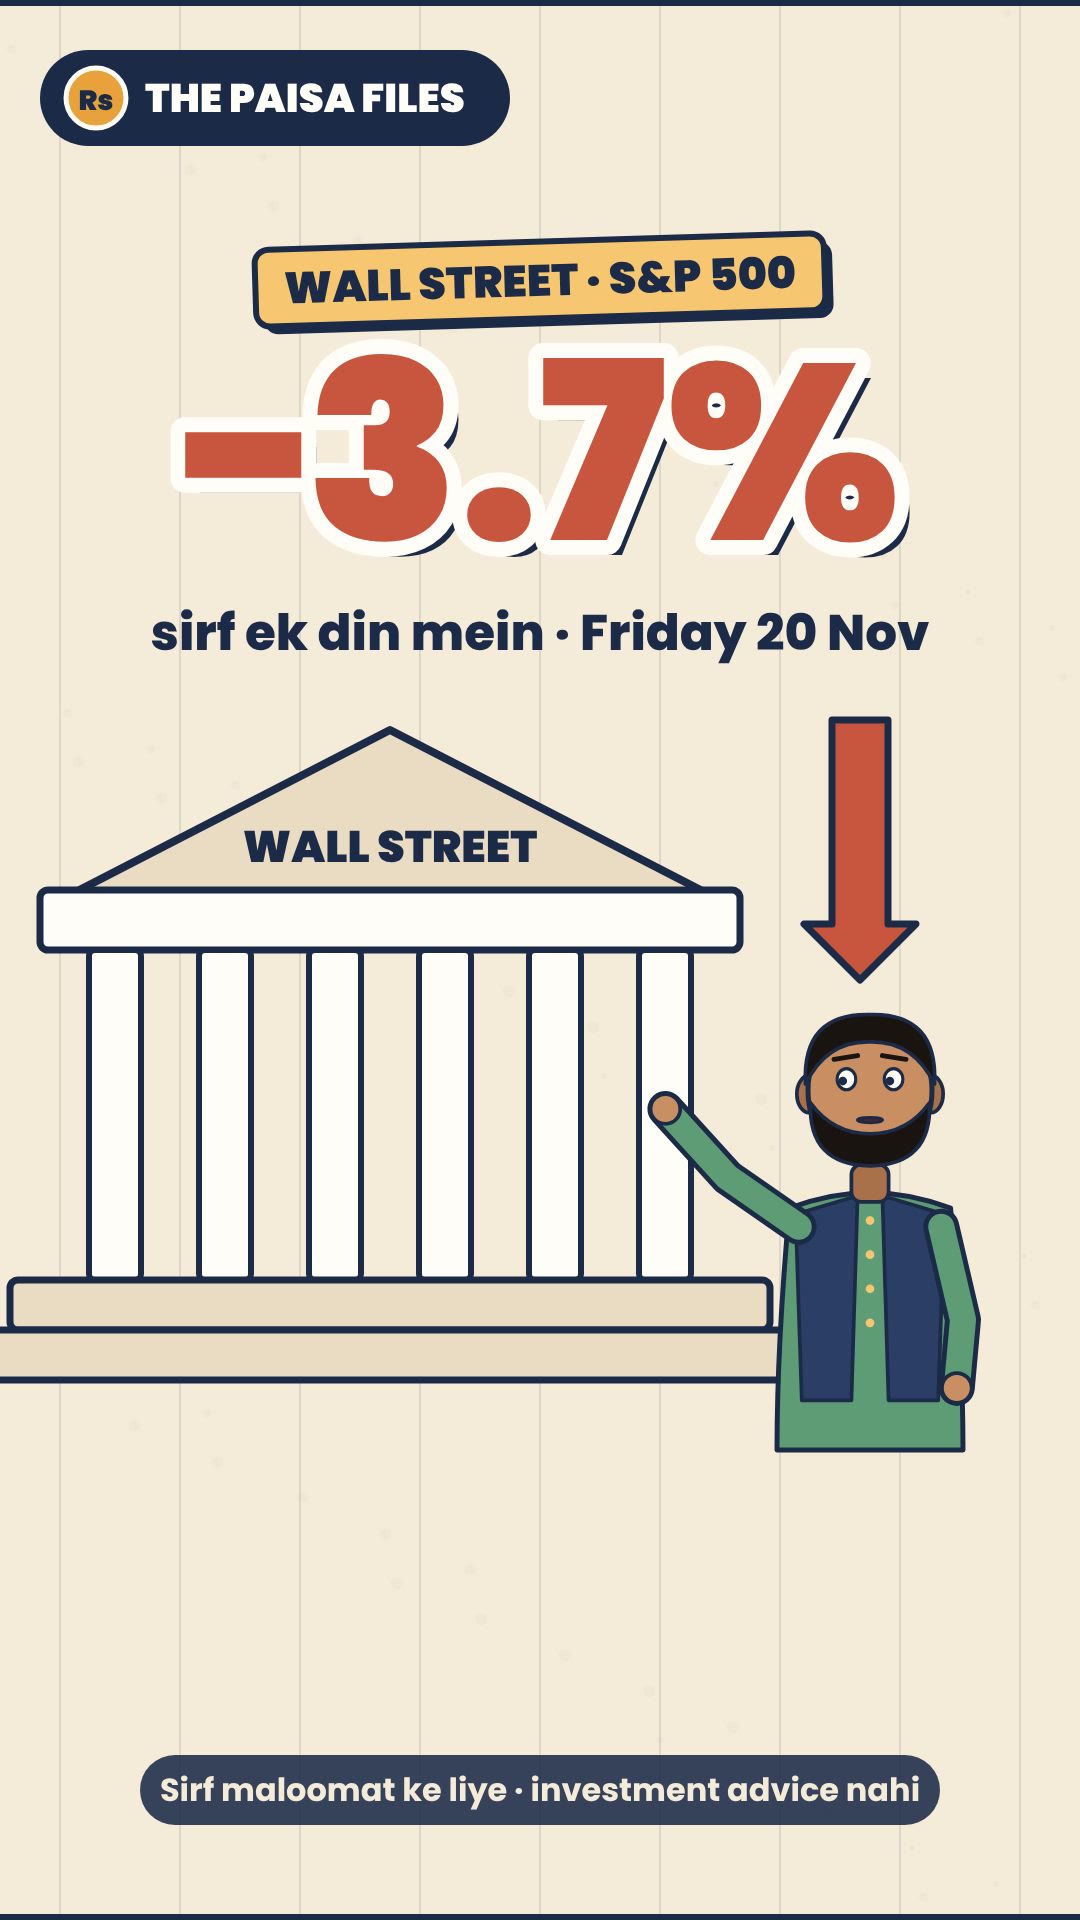 Rs THE PAISA FILES
WALL STREET · S&P 500
–3.7%
sirf ek din mein · Friday 20 Nov
WALL STREET
Sirf maloomat ke liye · investment advice nahi